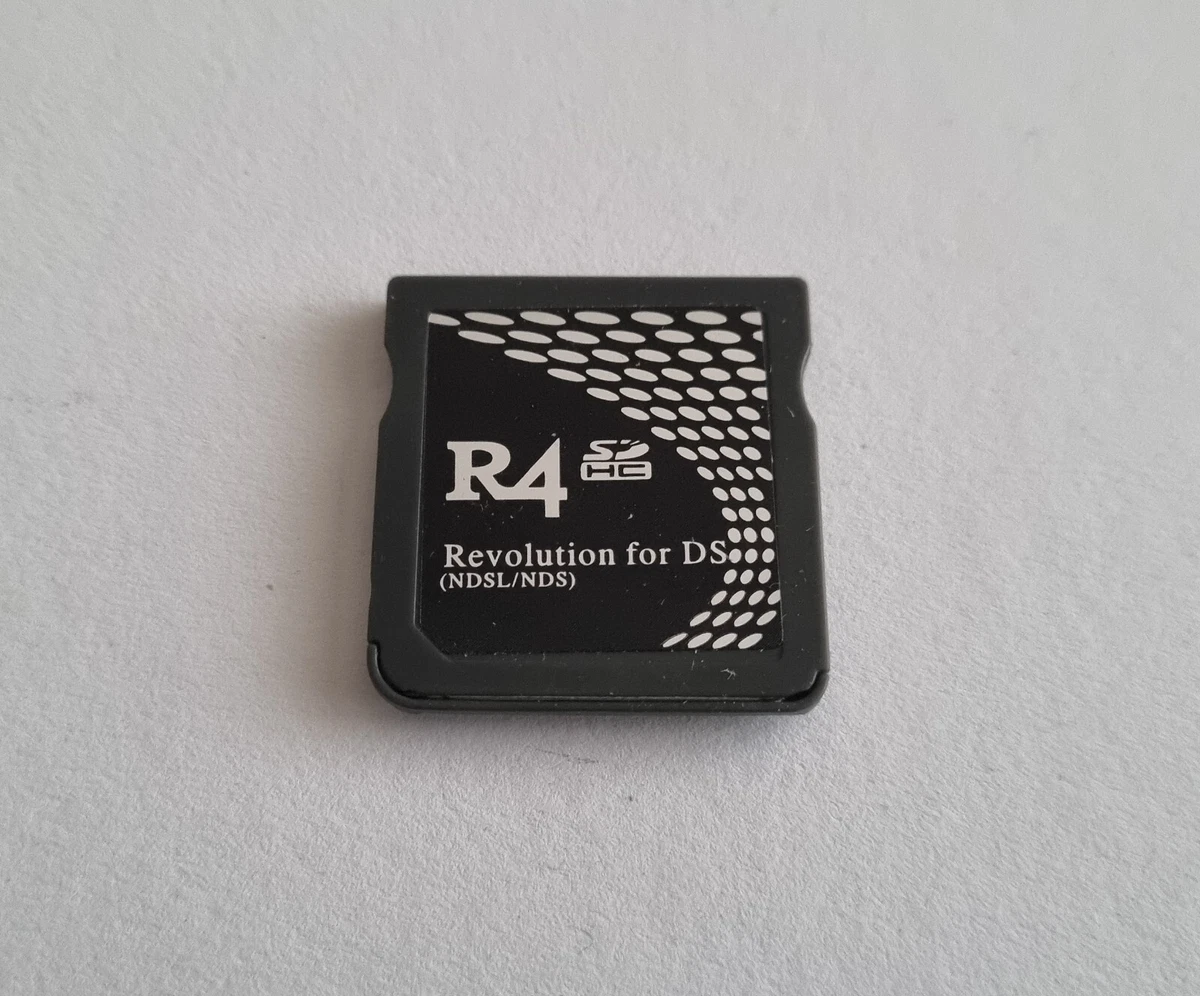 R4 SD HC
Revolution for DS
(NDSL/NDS)